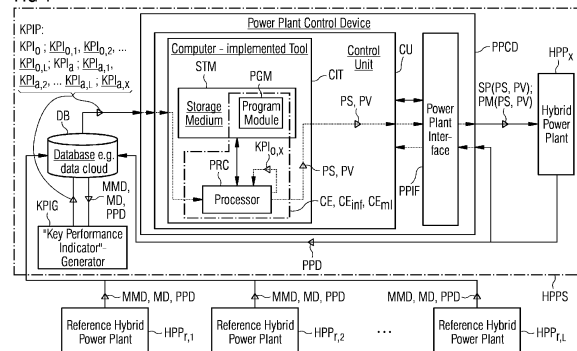 KPIP:
KPI₀ ; KPI₀,₁, KPI₀,₂, ...
KPI₀,L; KPIₐ ; KPIₐ,₁,
KPIₐ,₂, ... KPIₐ,L ; KPIₐ,ₓ
DB
Database e.g.
data cloud
KPIG
MMD,
MD,
PPD
"Key Performance
Indicator"-
Generator
Power Plant Control Device
PPCD
Computer - implemented Tool
CIT
Control
Unit
CU
STM
PGM
Storage
Medium
Program
Module
PRC
KPI₀,ₓ
Processor
PS, PV
PS, PV
CE, CEinf, CEml
Power
Plant
Inter-
face
PPIF
SP(PS, PV);
PM(PS, PV)
HPPₓ
Hybrid
Power
Plant
PPD
HPPS
MMD, MD, PPD
MMD, MD, PPD
MMD, MD, PPD
Reference Hybrid
Power Plant
HPPr,1
Reference Hybrid
Power Plant
HPPr,2
...
Reference Hybrid
Power Plant
HPPr,L